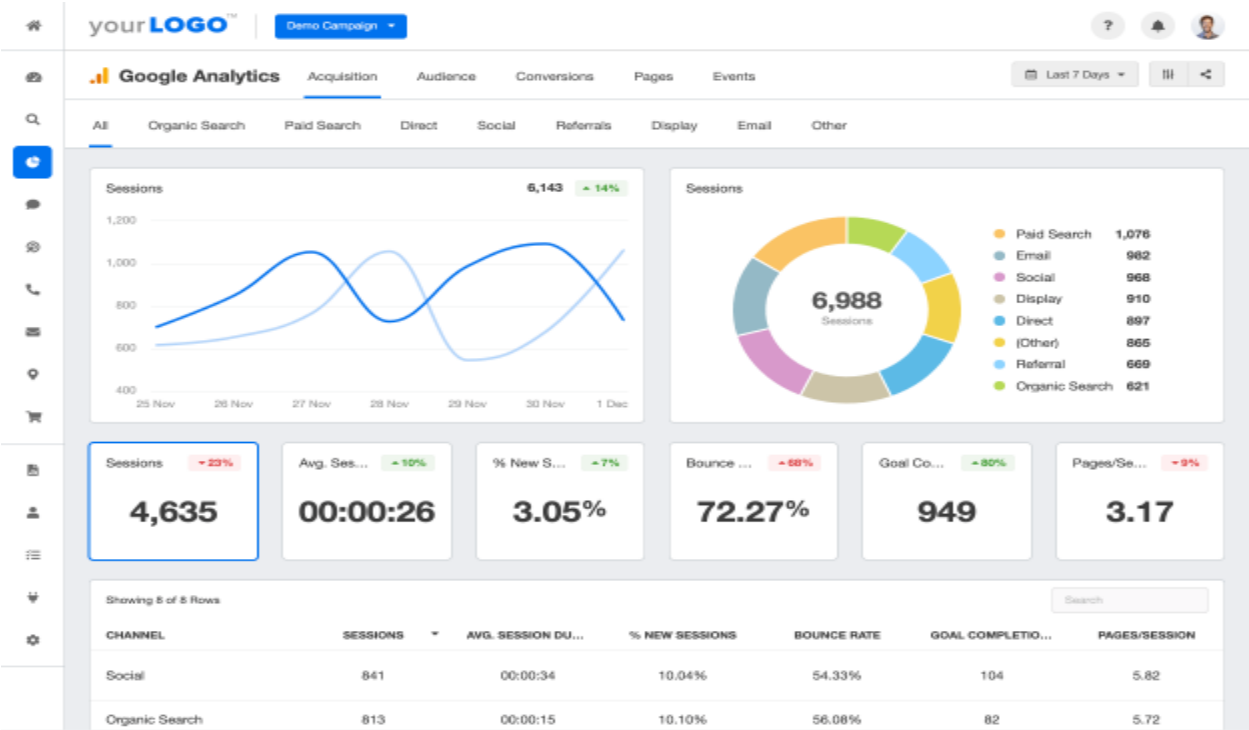 yourLOGO™ Demo Campaign ?
Google Analytics Acquisition Audience Conversions Pages Events Last 7 Days
All Organic Search Paid Search Direct Social Referrals Display Email Other
Sessions 6,143 14%
1,200
1,000
800
600
400
25 Nov 26 Nov 27 Nov 28 Nov 29 Nov 30 Nov 1 Dec
Sessions
6,988
Sessions
Paid Search 1,076
Email 982
Social 968
Display 910
Direct 897
(Other) 865
Referral 669
Organic Search 621
Sessions 23%
4,635
Avg. Ses... 10%
00:00:26
% New S... 7%
3.05%
Bounce ... 68%
72.27%
Goal Co... 80%
949
Pages/Se... 9%
3.17
Showing 8 of 8 Rows Search
CHANNEL SESSIONS AVG. SESSION DU... % NEW SESSIONS BOUNCE RATE GOAL COMPLETIO... PAGES/SESSION
Social 841 00:00:34 10.04% 54.33% 104 5.82
Organic Search 813 00:00:15 10.10% 56.08% 82 5.72